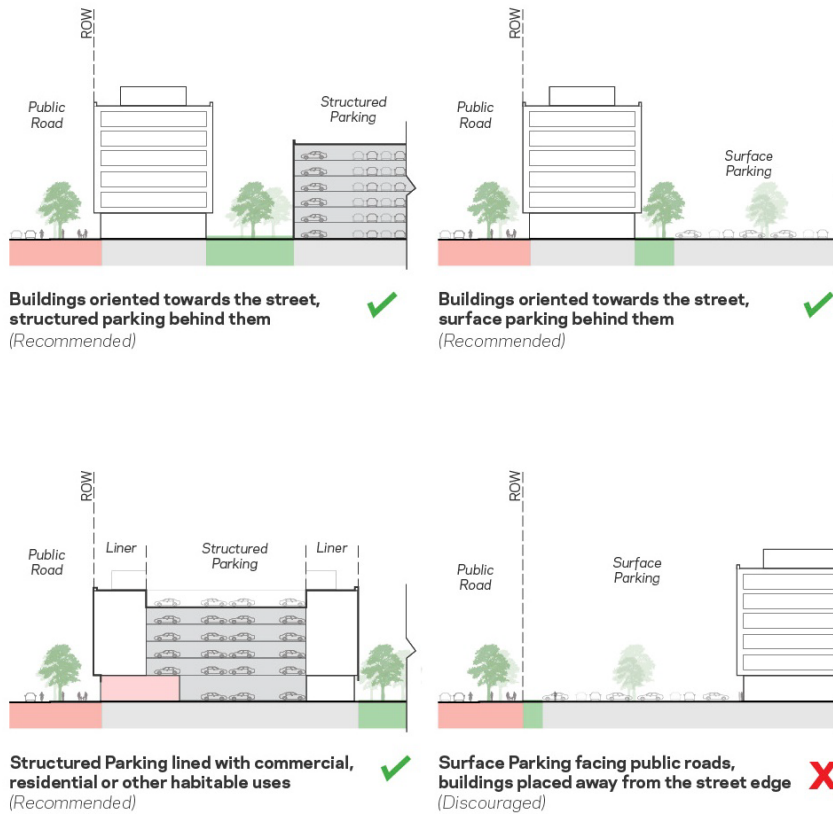 ROW
Public
Road
Structured
Parking
Buildings oriented towards the street,
structured parking behind them
(Recommended)
ROW
Public
Road
Surface
Parking
Buildings oriented towards the street,
surface parking behind them
(Recommended)
ROW
Public
Road
Liner
Structured
Parking
Liner
Structured Parking lined with commercial,
residential or other habitable uses
(Recommended)
ROW
Public
Road
Surface
Parking
Surface Parking facing public roads,
buildings placed away from the street edge
(Discouraged)